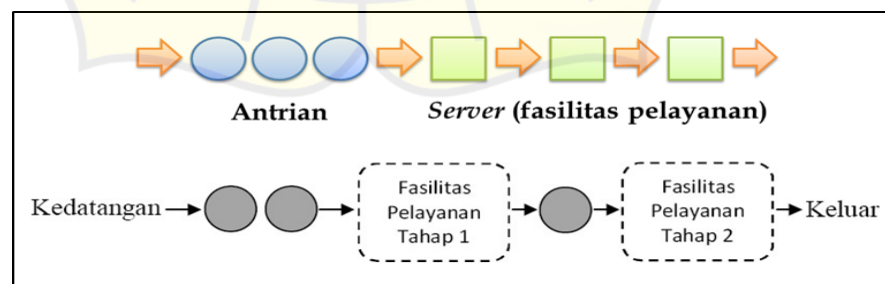 Antrian
Server (fasilitas pelayanan)
Kedatangan
Fasilitas
Pelayanan
Tahap 1
Fasilitas
Pelayanan
Tahap 2
Keluar